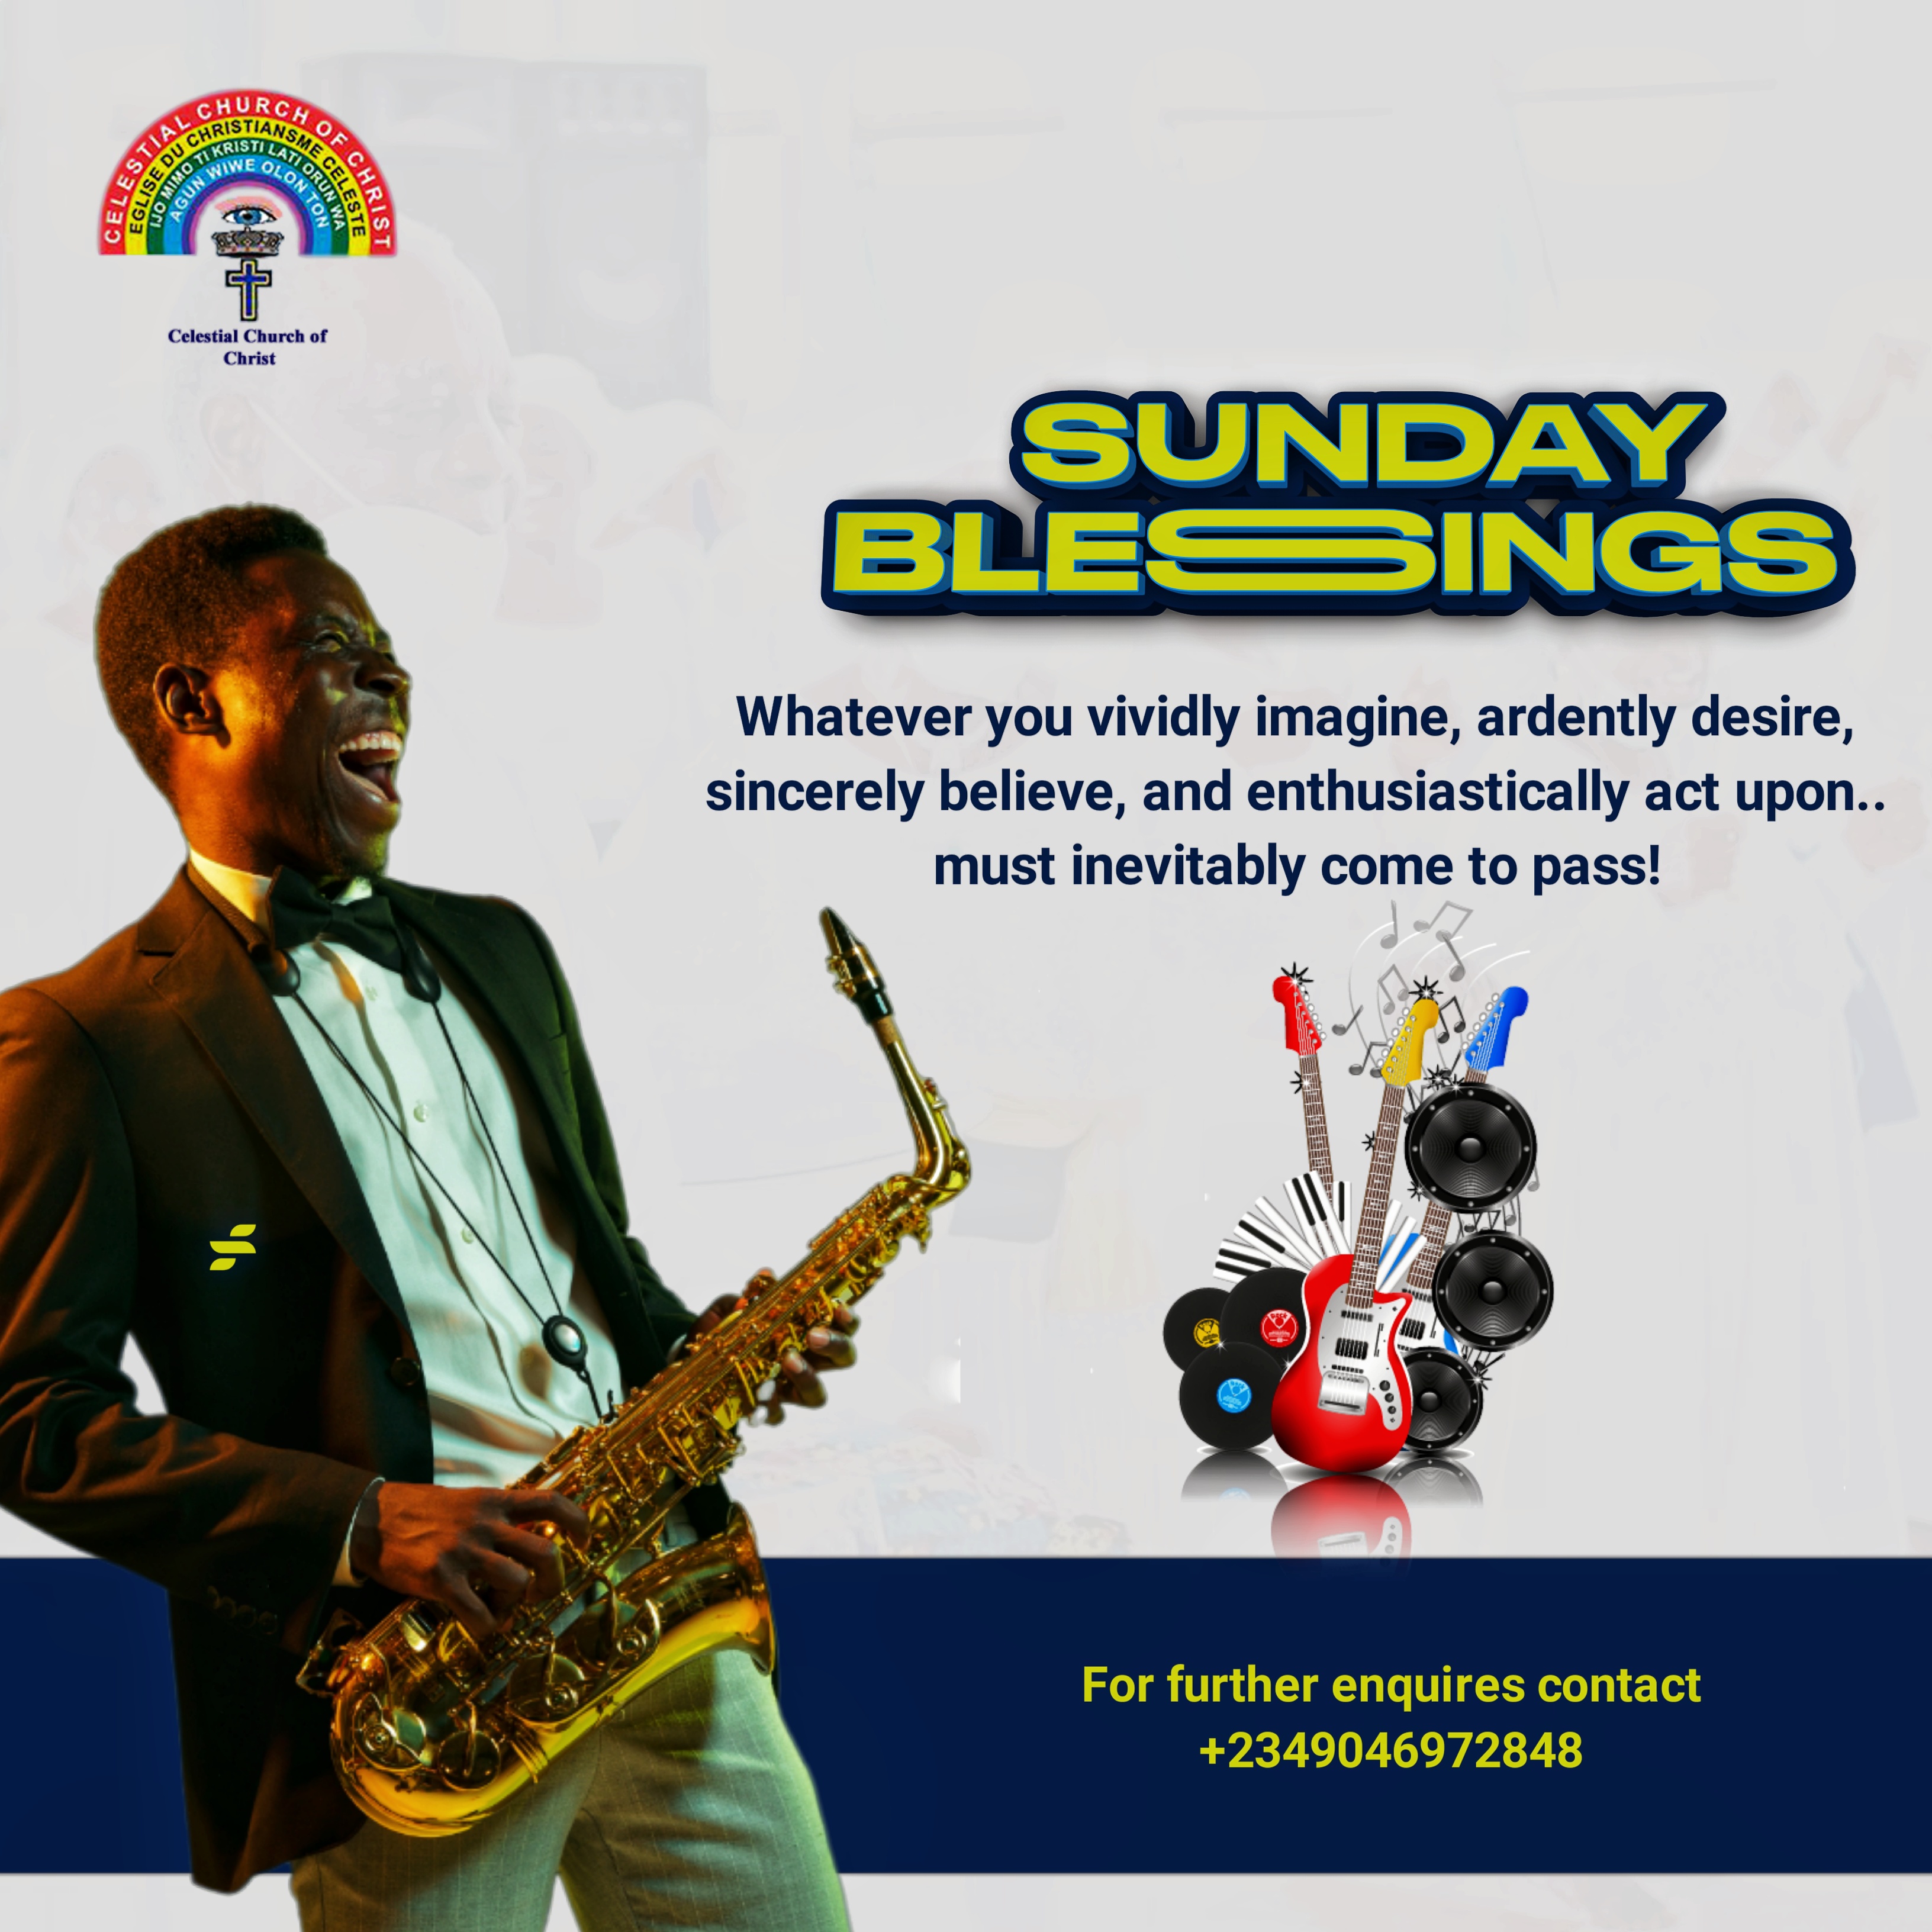 CELESTIAL CHURCH OF CHRIST
EGLISE DU CHRISTIANSME CELESTE
IJO MIMO TI KRISTI LATI ORUN WA
AGUN WIWE OLON TON
Celestial Church of
Christ
SUNDAY
BLESSINGS
Whatever you vividly imagine, ardently desire,
sincerely believe, and enthusiastically act upon..
must inevitably come to pass!
For further enquires contact
+2349046972848